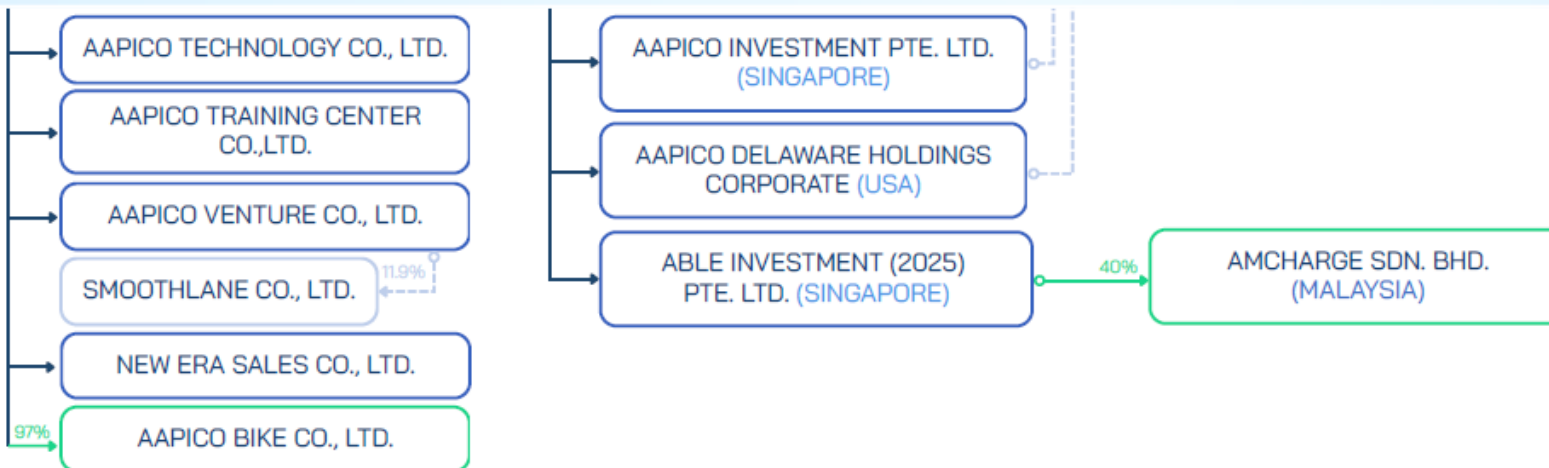 AAPICO TECHNOLOGY CO., LTD.
AAPICO TRAINING CENTER
CO.,LTD.
AAPICO VENTURE CO., LTD.
11.9%
SMOOTHLANE CO., LTD.
NEW ERA SALES CO., LTD.
97%
AAPICO BIKE CO., LTD.
AAPICO INVESTMENT PTE. LTD.
(SINGAPORE)
AAPICO DELAWARE HOLDINGS
CORPORATE (USA)
ABLE INVESTMENT (2025)
PTE. LTD. (SINGAPORE)
40%
AMCHARGE SDN. BHD.
(MALAYSIA)